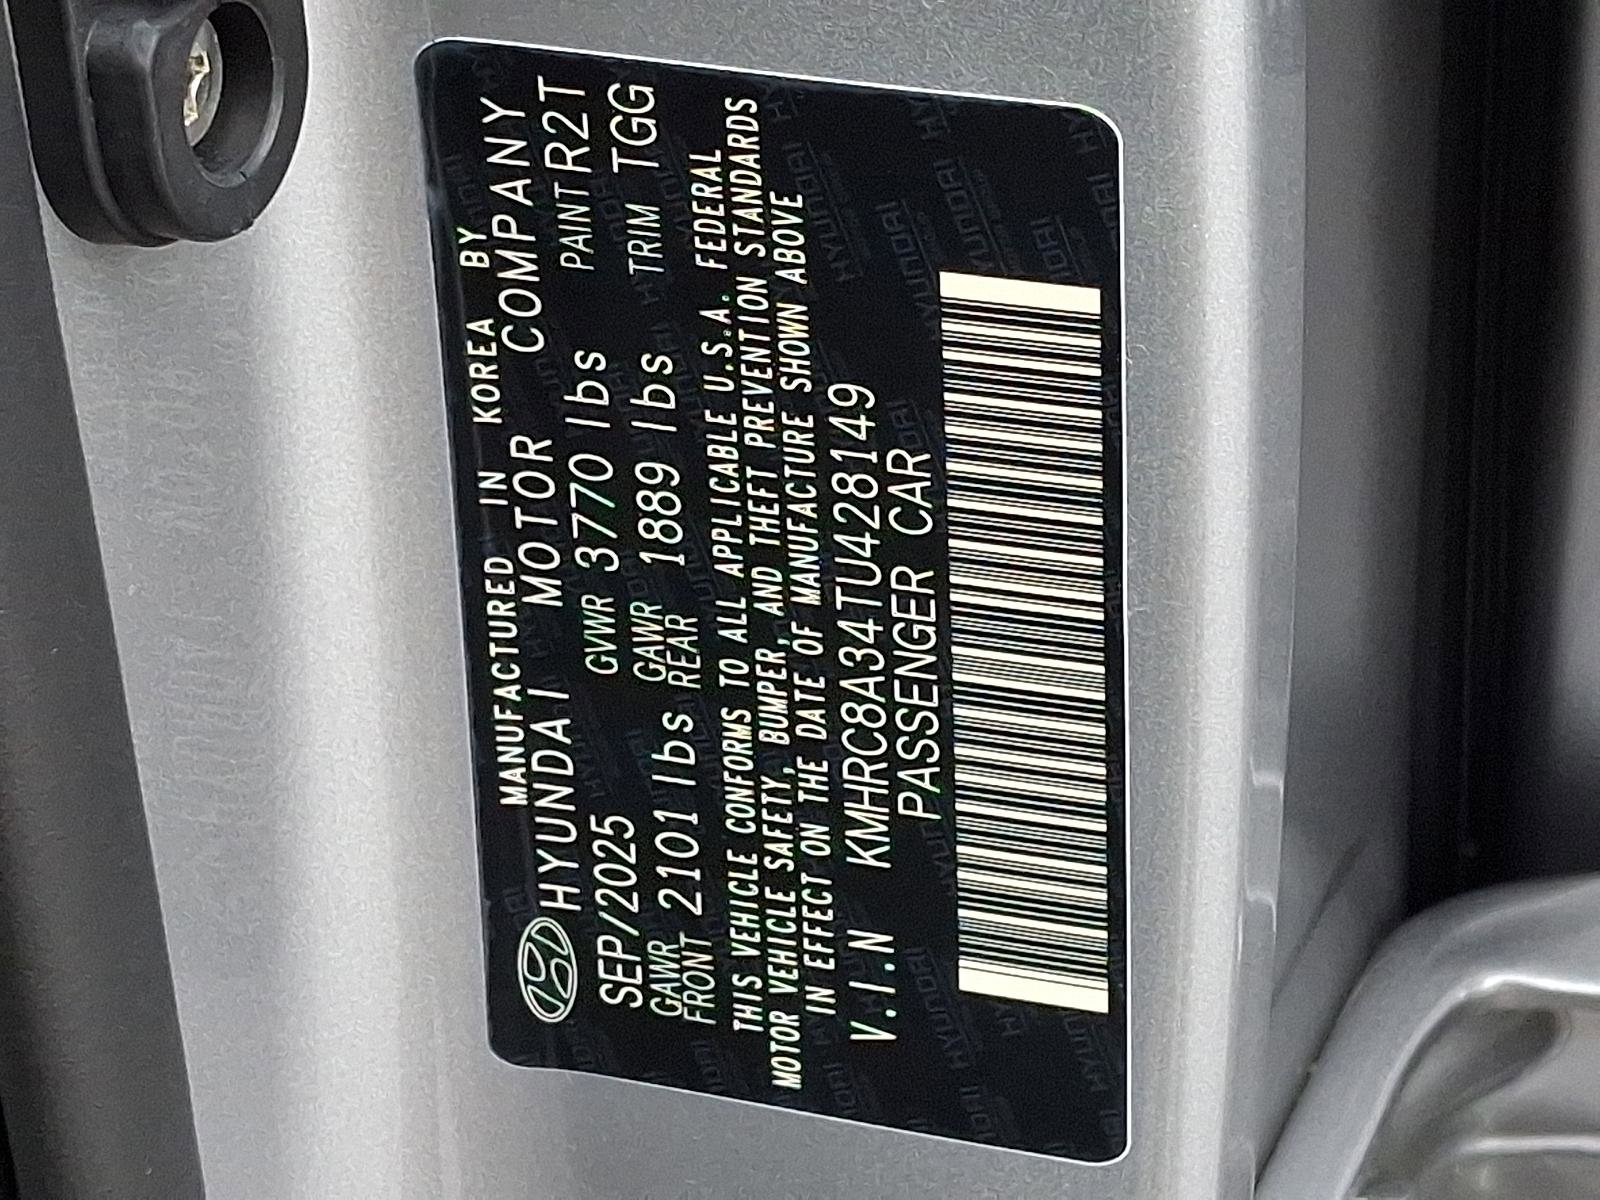 MANUFACTURED IN KOREA BY
HYUNDAI MOTOR COMPANY
SEP/2025 GVWR 3770 lbs PAINT R2T
GAWR FRONT 2101 lbs GAWR REAR 1889 lbs TRIM TGG
THIS VEHICLE CONFORMS TO ALL APPLICABLE U.S.A. FEDERAL
MOTOR VEHICLE SAFETY, BUMPER, AND THEFT PREVENTION STANDARDS
IN EFFECT ON THE DATE OF MANUFACTURE SHOWN ABOVE
V.I.N KMHRC8A34TU428149
PASSENGER CAR